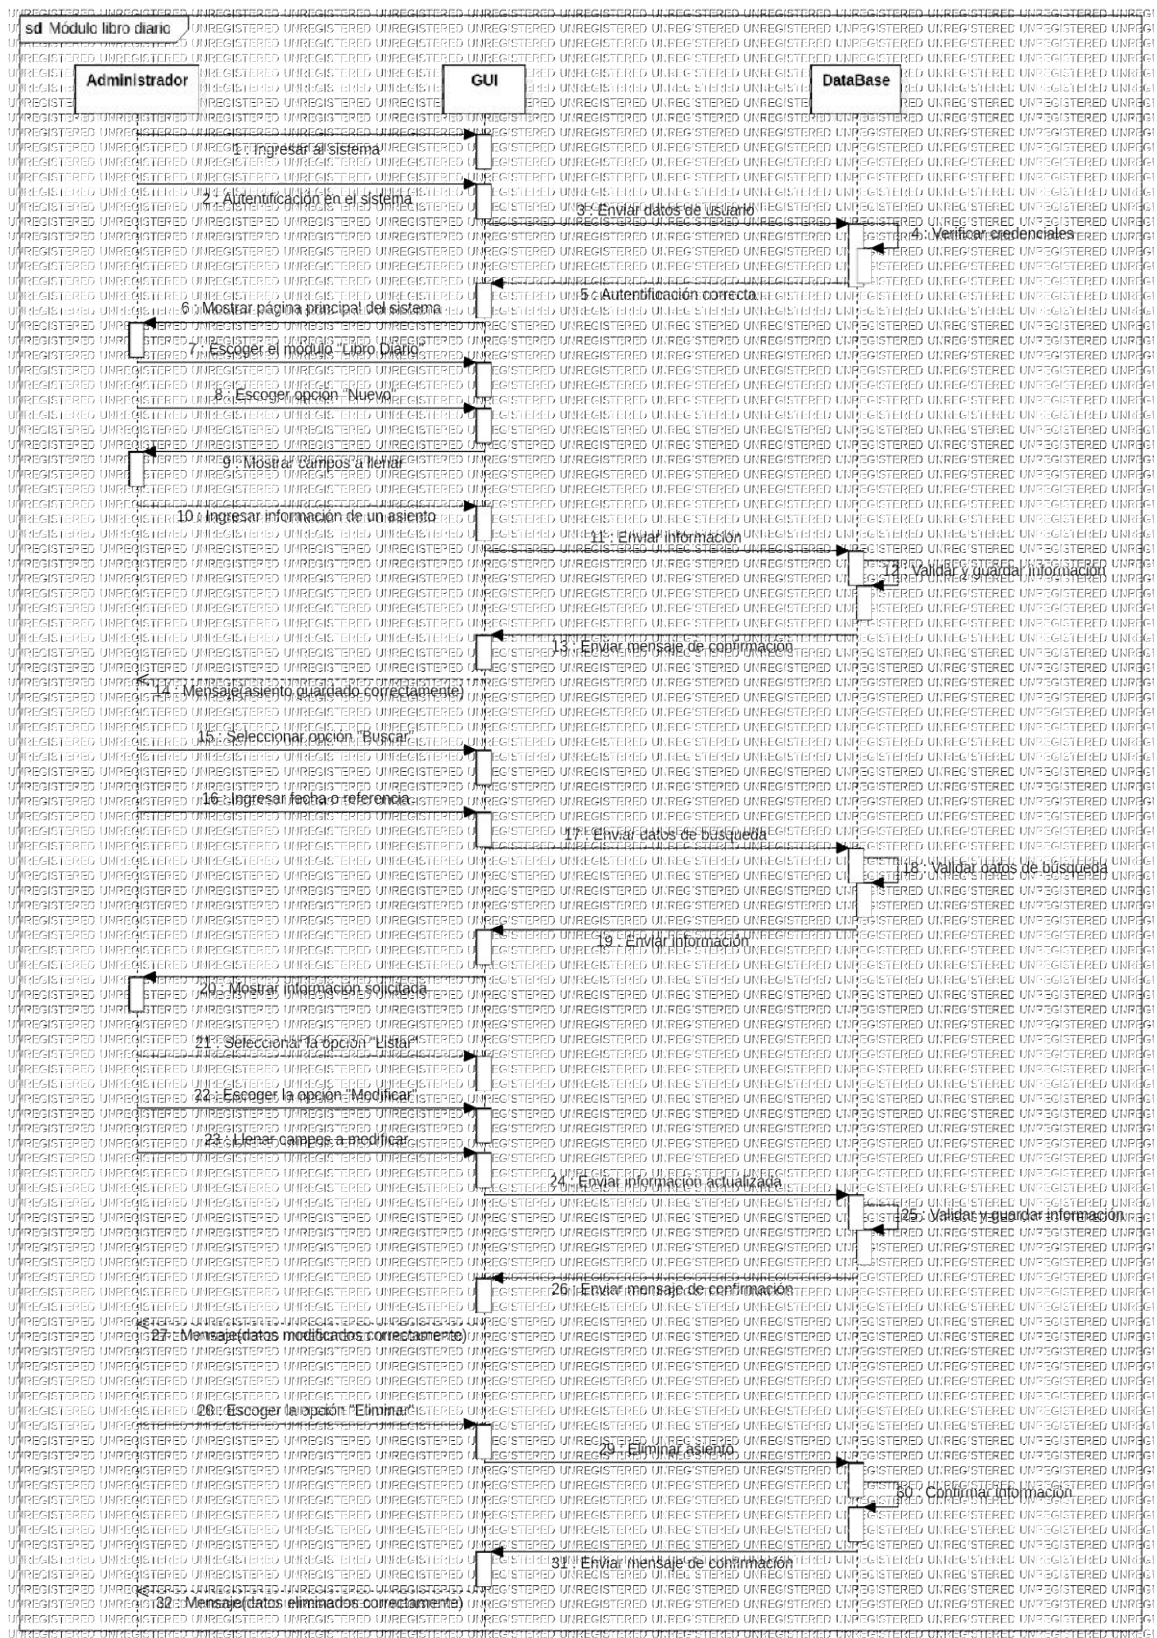 sd Módulo libro diario
Administrador
GUI
DataBase
1 : Ingresar al sistema
2 : Autentificación en el sistema
3 : Enviar datos de usuario
4 : Verificar credenciales
5 : Autentificación correcta
6 : Mostrar página principal del sistema
7 : Escoger el módulo "Libro Diario"
8 : Escoger opción "Nuevo"
9 : Mostrar campos a llenar
10 : Ingresar información de un asiento
11 : Enviar información
12 : Validar y guardar información
13 : Enviar mensaje de confirmación
14 : Mensaje(asiento guardado correctamente)
15 : Seleccionar opción "Buscar"
16 : Ingresar fecha o referencia
17 : Enviar datos de búsqueda
18 : Validar datos de búsqueda
19 : Enviar información
20 : Mostrar información solicitada
21 : Seleccionar la opción "Listar"
22 : Escoger la opción "Modificar"
23 : Llenar campos a modificar
24 : Enviar información actualizada
25 : Validar y guardar información
26 : Enviar mensaje de confirmación
27 : Mensaje(datos modificados correctamente)
28 : Escoger la opción "Eliminar"
29 : Eliminar asiento
30 : Confirmar información
31 : Enviar mensaje de confirmación
32 : Mensaje(datos eliminados correctamente)